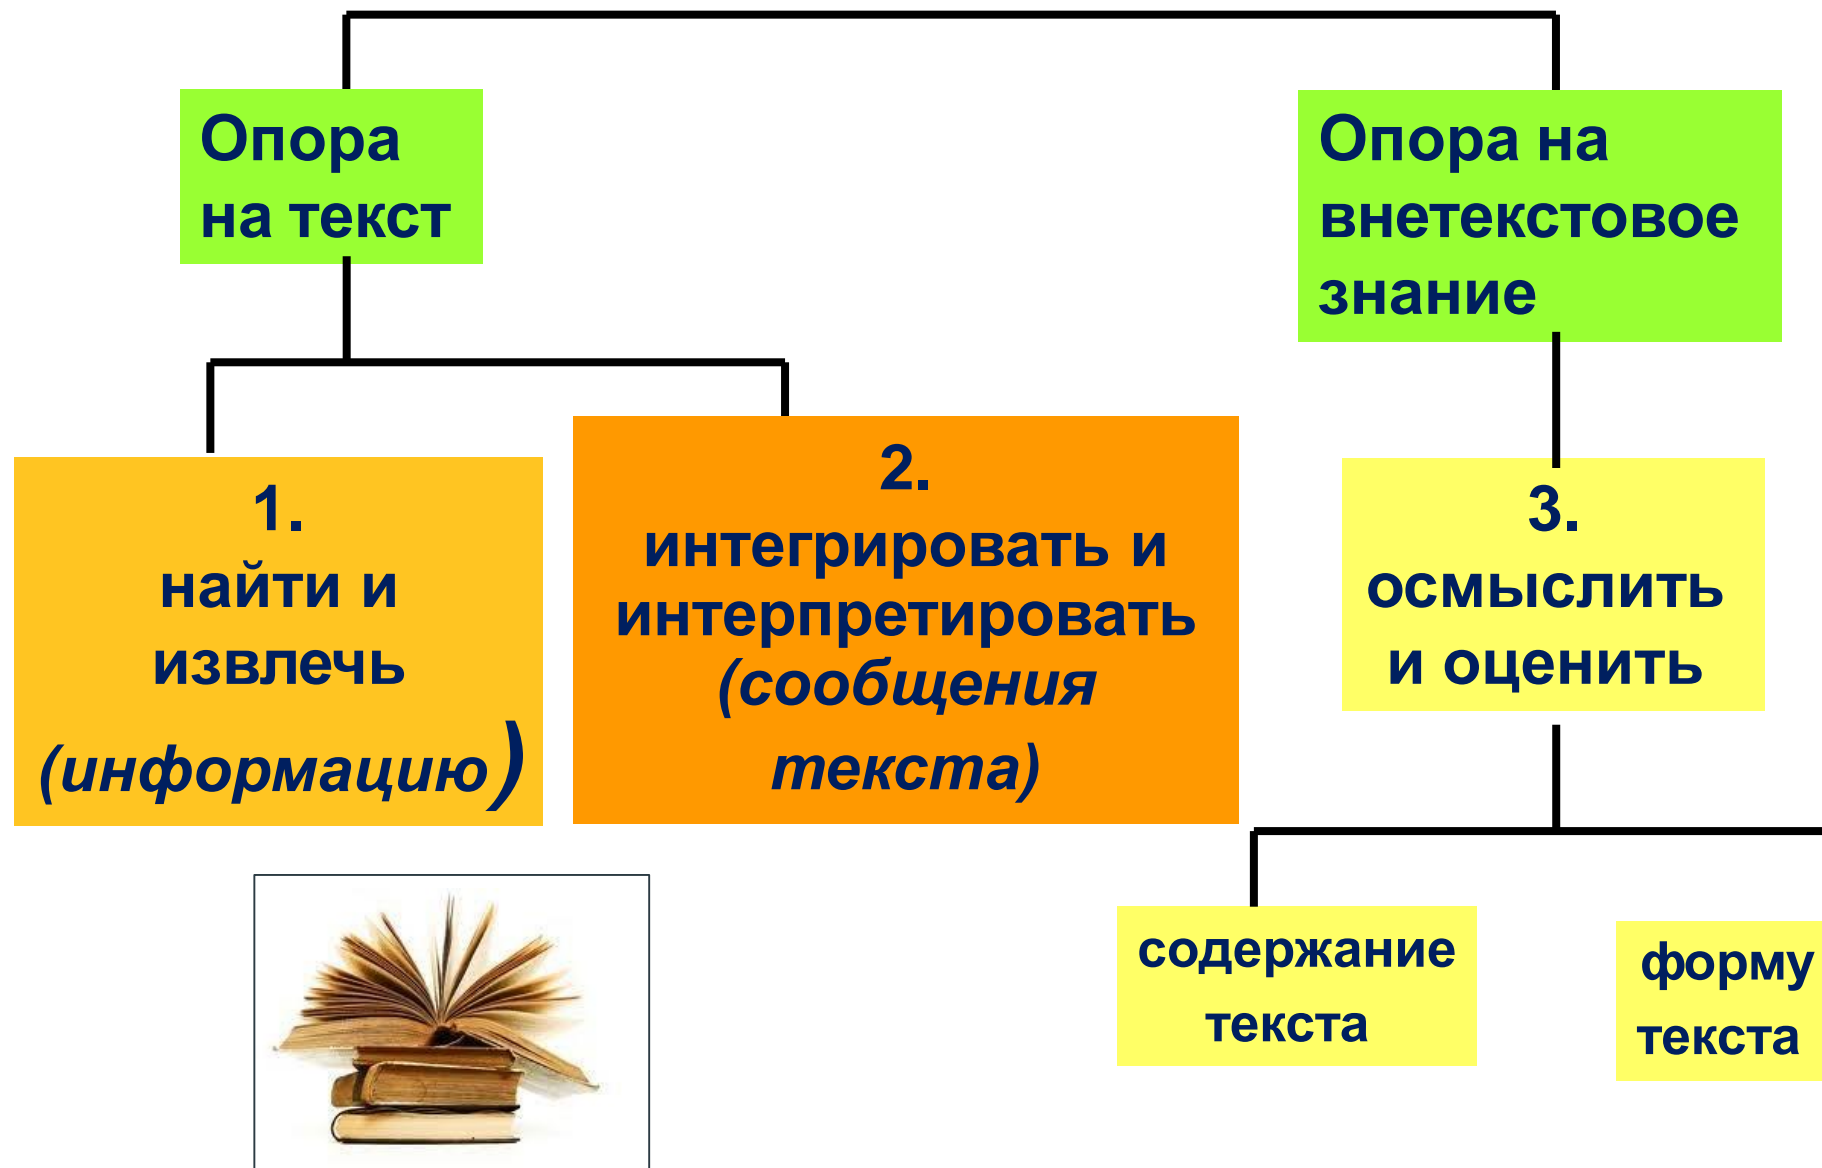 Опора
на текст
Опора на
внетекстовое
знание
1.
найти и
извлечь
(информацию)
2.
интегрировать и
интерпретировать
(сообщения
текста)
3.
осмыслить
и оценить
содержание
текста
форму
текста